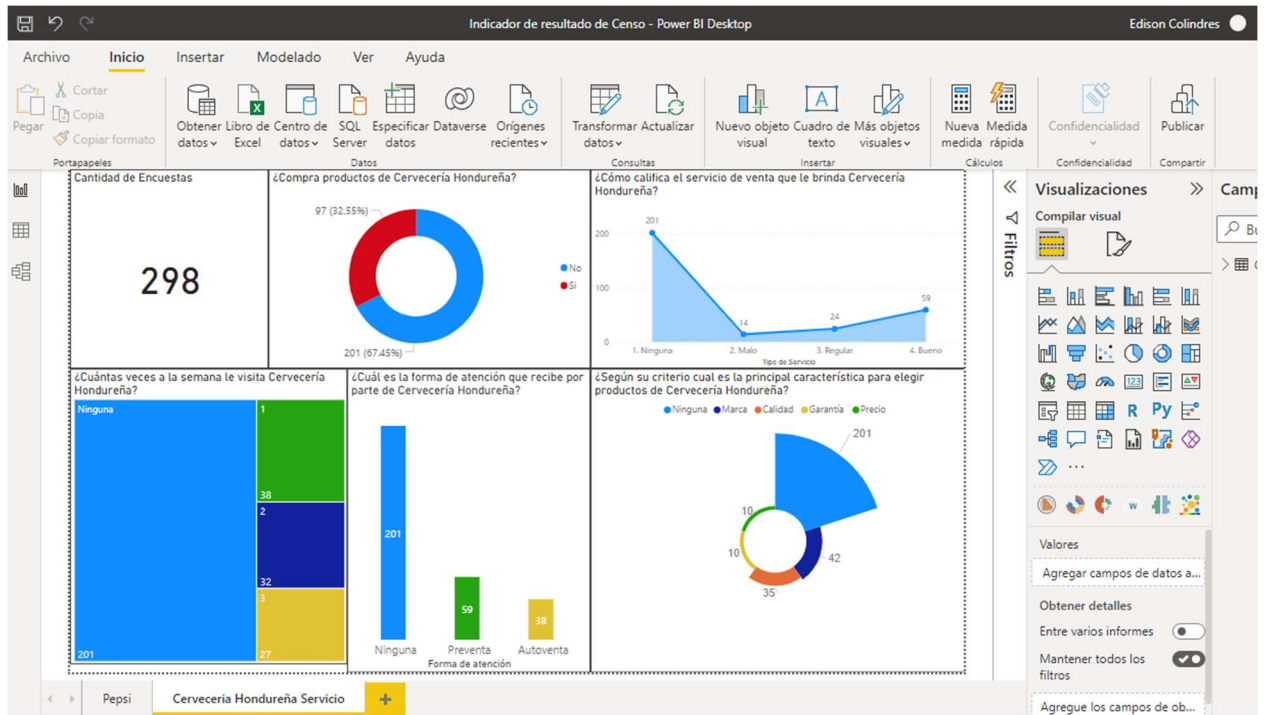 Indicador de resultado de Censo - Power BI Desktop
Edison Colindres
Archivo Inicio Insertar Modelado Ver Ayuda
Pegar
Cortar
Copia
Copiar formato
Portapapeles
Obtener datos
Libro de Excel
Centro de datos
SQL Server
Especificar datos
Dataverse
Orígenes recientes
Datos
Transformar datos
Actualizar
Consultas
Nuevo objeto visual
Cuadro de texto
Más objetos visuales
Insertar
Nueva medida
Medida rápida
Cálculos
Confidencialidad
Confidencialidad
Publicar
Compartir
Cantidad de Encuestas
298
¿Compra productos de Cervecería Hondureña?
97 (32.55%)
201 (67.45%)
No
Si
¿Cómo califica el servicio de venta que le brinda Cervecería
Hondureña?
200
100
0
201
14
24
59
1. Ninguna
2. Malo
3. Regular
4. Bueno
Tipo de Servicio
¿Cuántas veces a la semana le visita Cervecería
Hondureña?
Ninguna
201
1
38
2
32
3
27
¿Cuál es la forma de atención que recibe por
parte de Cervecería Hondureña?
201
59
38
Ninguna
Preventa
Autoventa
Forma de atención
¿Según su criterio cual es la principal característica para elegir
productos de Cervecería Hondureña?
Ninguna Marca Calidad Garantía Precio
201
10
10
42
35
Filtros
Visualizaciones
Compilar visual
123
R
Py
W
Valores
Agregar campos de datos a...
Obtener detalles
Entre varios informes
Mantener todos los
filtros
Agregue los campos de ob...
Camp
Bu
Pepsi
Cerveceria Hondureña Servicio
+